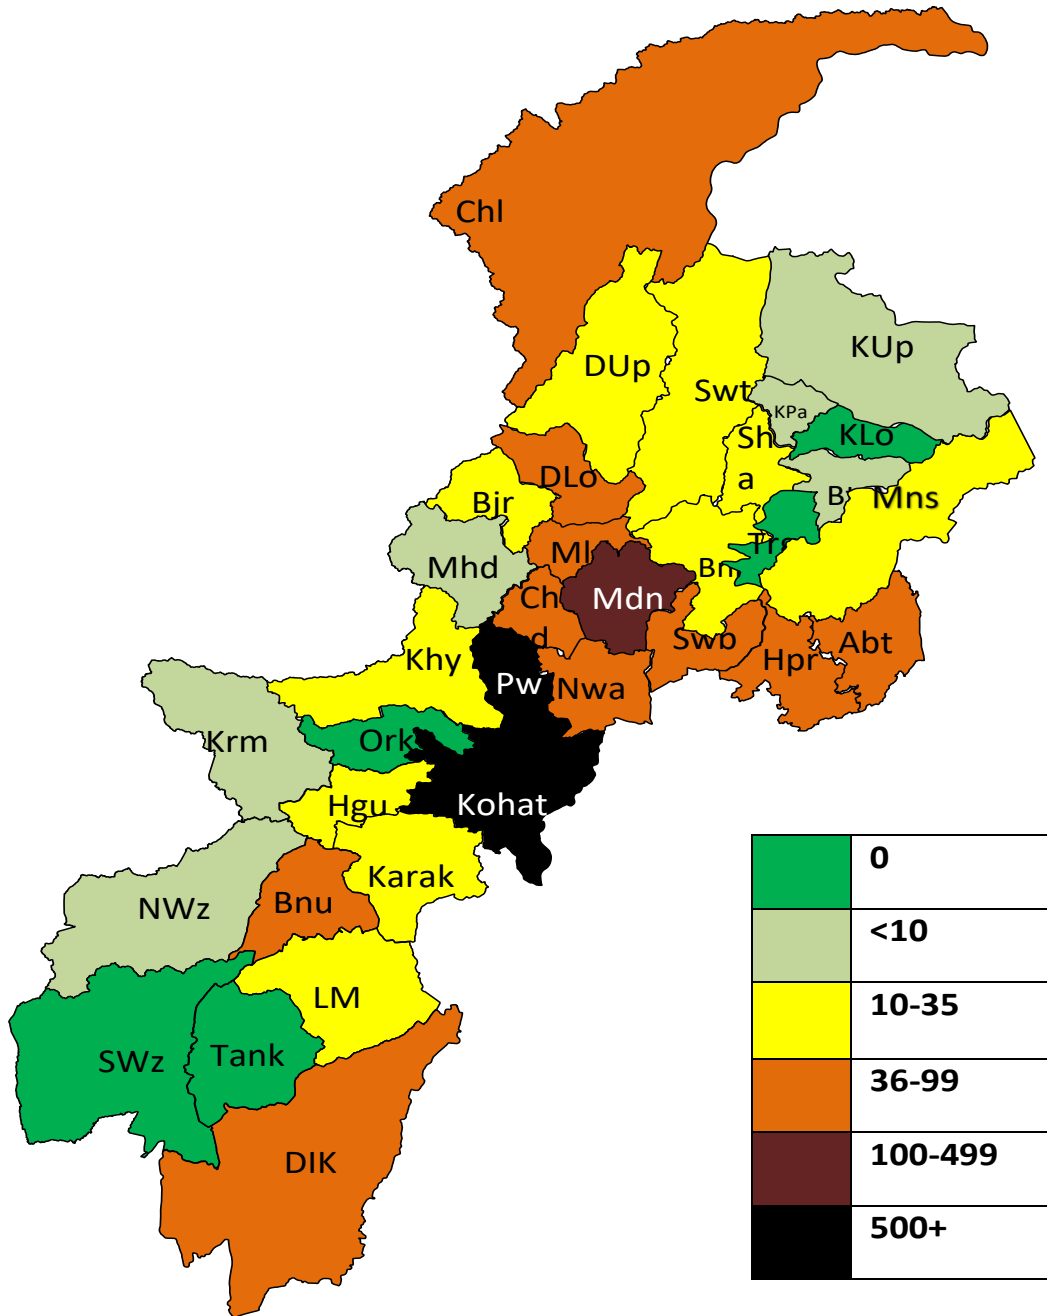 Chl
KUp
DUp
Swt
KPa
Sh
a
KLo
DLo
Bjr
Mns
Ml
Mhd
Bn
Ch
d
Mdn
Swb
Abt
Khy
Hpr
Pw
Nwa
Krm
Ork
Hgu
Kohat
Karak
NWz
Bnu
LM
SWz
Tank
DIK
0
<10
10-35
36-99
100-499
500+